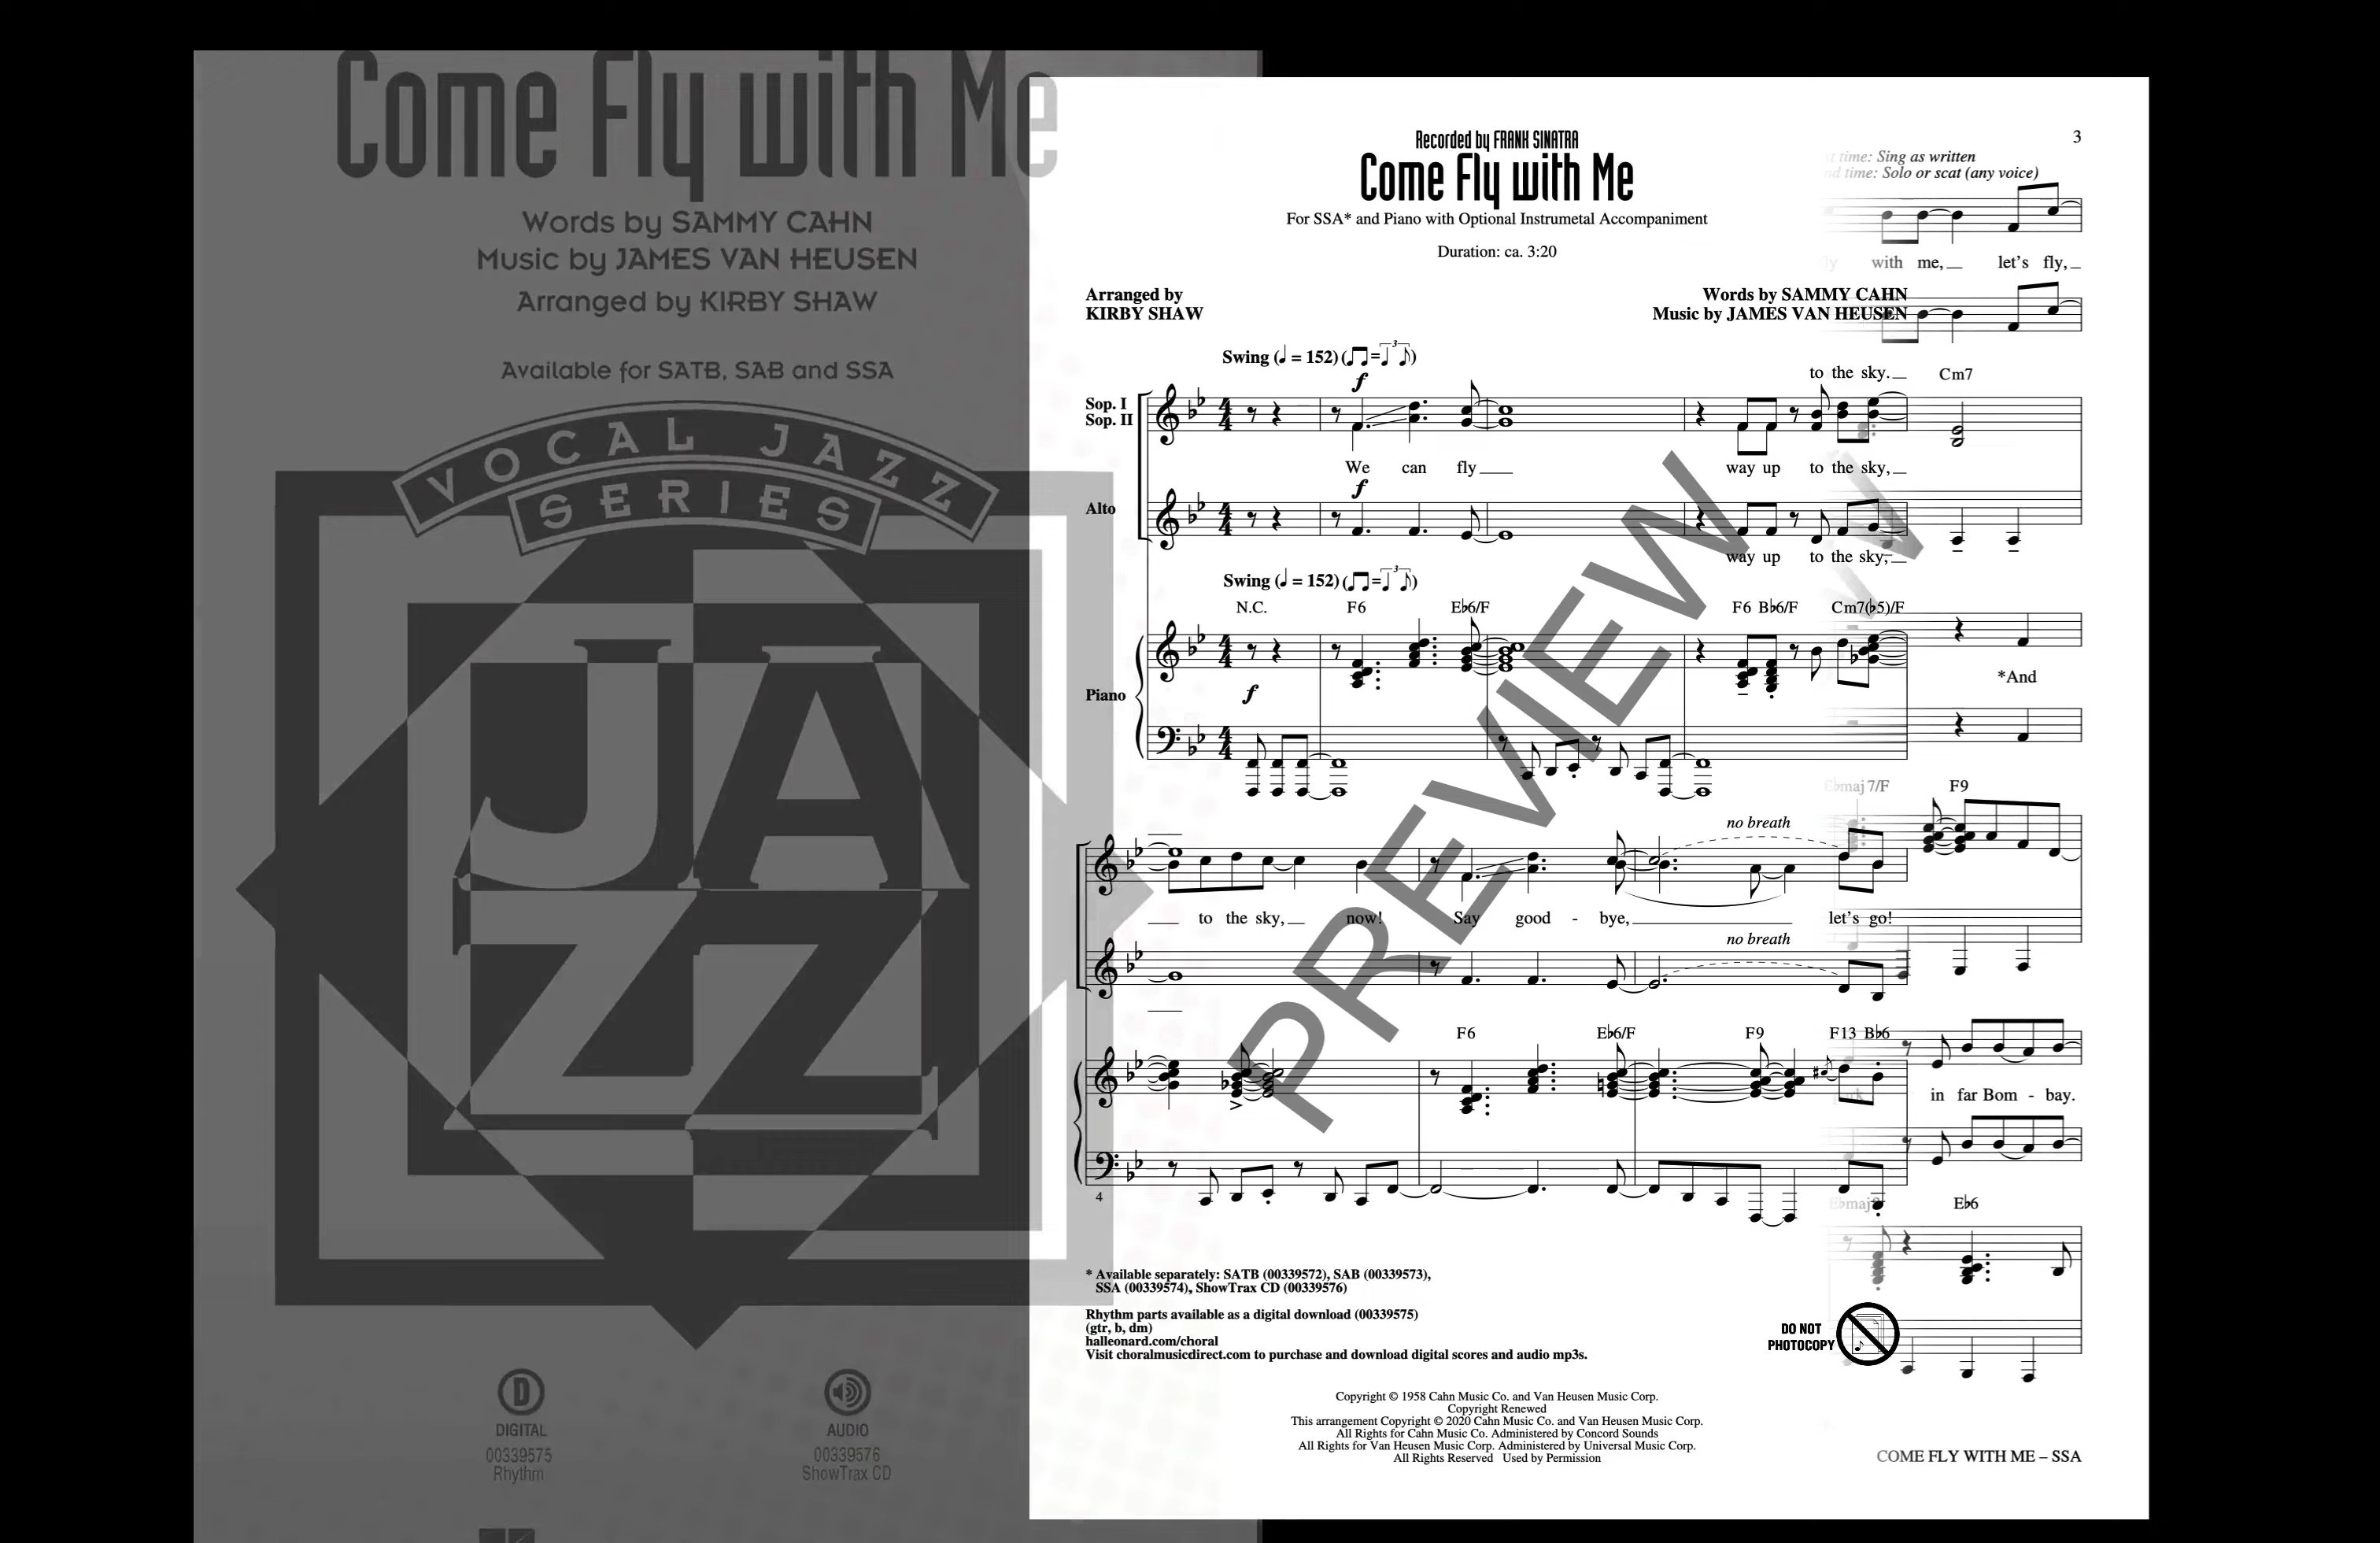 Come Fly with Me
Words by SAMMY CAHN
Music by JAMES VAN HEUSEN
Arranged by KIRBY SHAW
Available for SATB, SAB and SSA
VOCAL JAZZ
SERIES
JA
ZZ
DIGITAL
00339575
Rhythm
AUDIO
00339576
ShowTrax CD
3
Recorded by FRANK SINATRA
Come Fly with Me
For SSA* and Piano with Optional Instrumetal Accompaniment
Duration: ca. 3:20
time: Sing as written
time: Solo or scat (any voice)
with me, let's fly,
Arranged by
KIRBY SHAW
Words by SAMMY CAHN
Music by JAMES VAN HEUSEN
Swing (♩ = 152) (♫=♩ ♪) 3
f
to the sky. Cm7
Sop. I
Sop. II
We can fly way up to the sky,
f
Alto
way up to the sky,
Swing (♩ = 152) (♫=♩ ♪) 3
N.C. F6 E♭6/F F6 B♭6/F Cm7(♭5)/F
*And
f
Piano
E♭maj7/F F9
no breath
to the sky, now! Say good - bye, let's go!
no breath
F6 E♭6/F F9 F13 B♭6
in far Bom - bay.
4
E♭6
PREVIEW
* Available separately: SATB (00339572), SAB (00339573),
SSA (00339574), ShowTrax CD (00339576)
Rhythm parts available as a digital download (00339575)
(gtr, b, dm)
halleonard.com/choral
Visit choralmusicdirect.com to purchase and download digital scores and audio mp3s.
DO NOT
PHOTOCOPY
Copyright © 1958 Cahn Music Co. and Van Heusen Music Corp.
Copyright Renewed
This arrangement Copyright © 2020 Cahn Music Co. and Van Heusen Music Corp.
All Rights for Cahn Music Co. Administered by Concord Sounds
All Rights for Van Heusen Music Corp. Administered by Universal Music Corp.
All Rights Reserved Used by Permission
COME FLY WITH ME – SSA